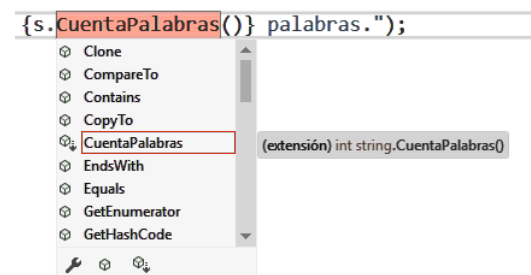 {s.CuentaPalabras()} palabras.");
Clone
CompareTo
Contains
CopyTo
CuentaPalabras
(extensión) int string.CuentaPalabras()
EndsWith
Equals
GetEnumerator
GetHashCode